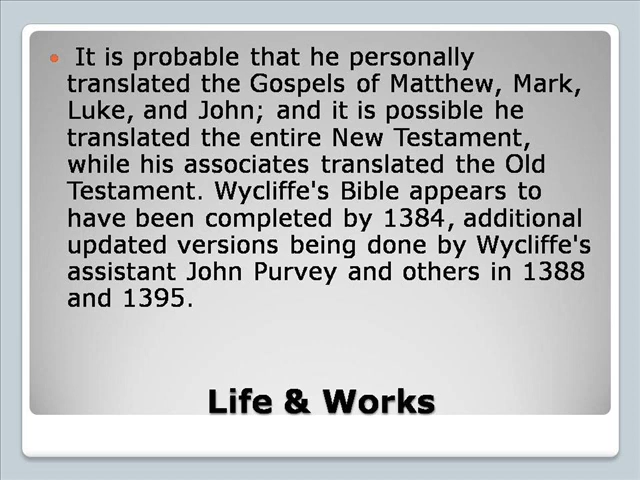 It is probable that he personally
translated the Gospels of Matthew, Mark,
Luke, and John; and it is possible he
translated the entire New Testament,
while his associates translated the Old
Testament. Wycliffe's Bible appears to
have been completed by 1384, additional
updated versions being done by Wycliffe's
assistant John Purvey and others in 1388
and 1395.
Life & Works